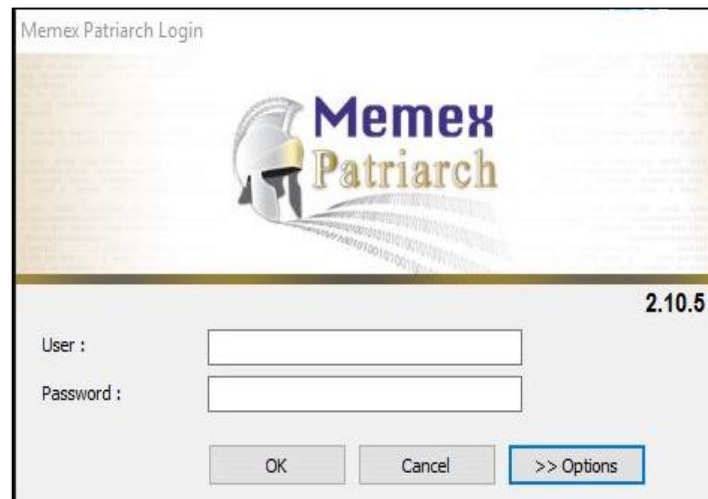 Memex Patriarch Login
Memex
Patriarch
2.10.5
User :
Password :
OK Cancel >> Options